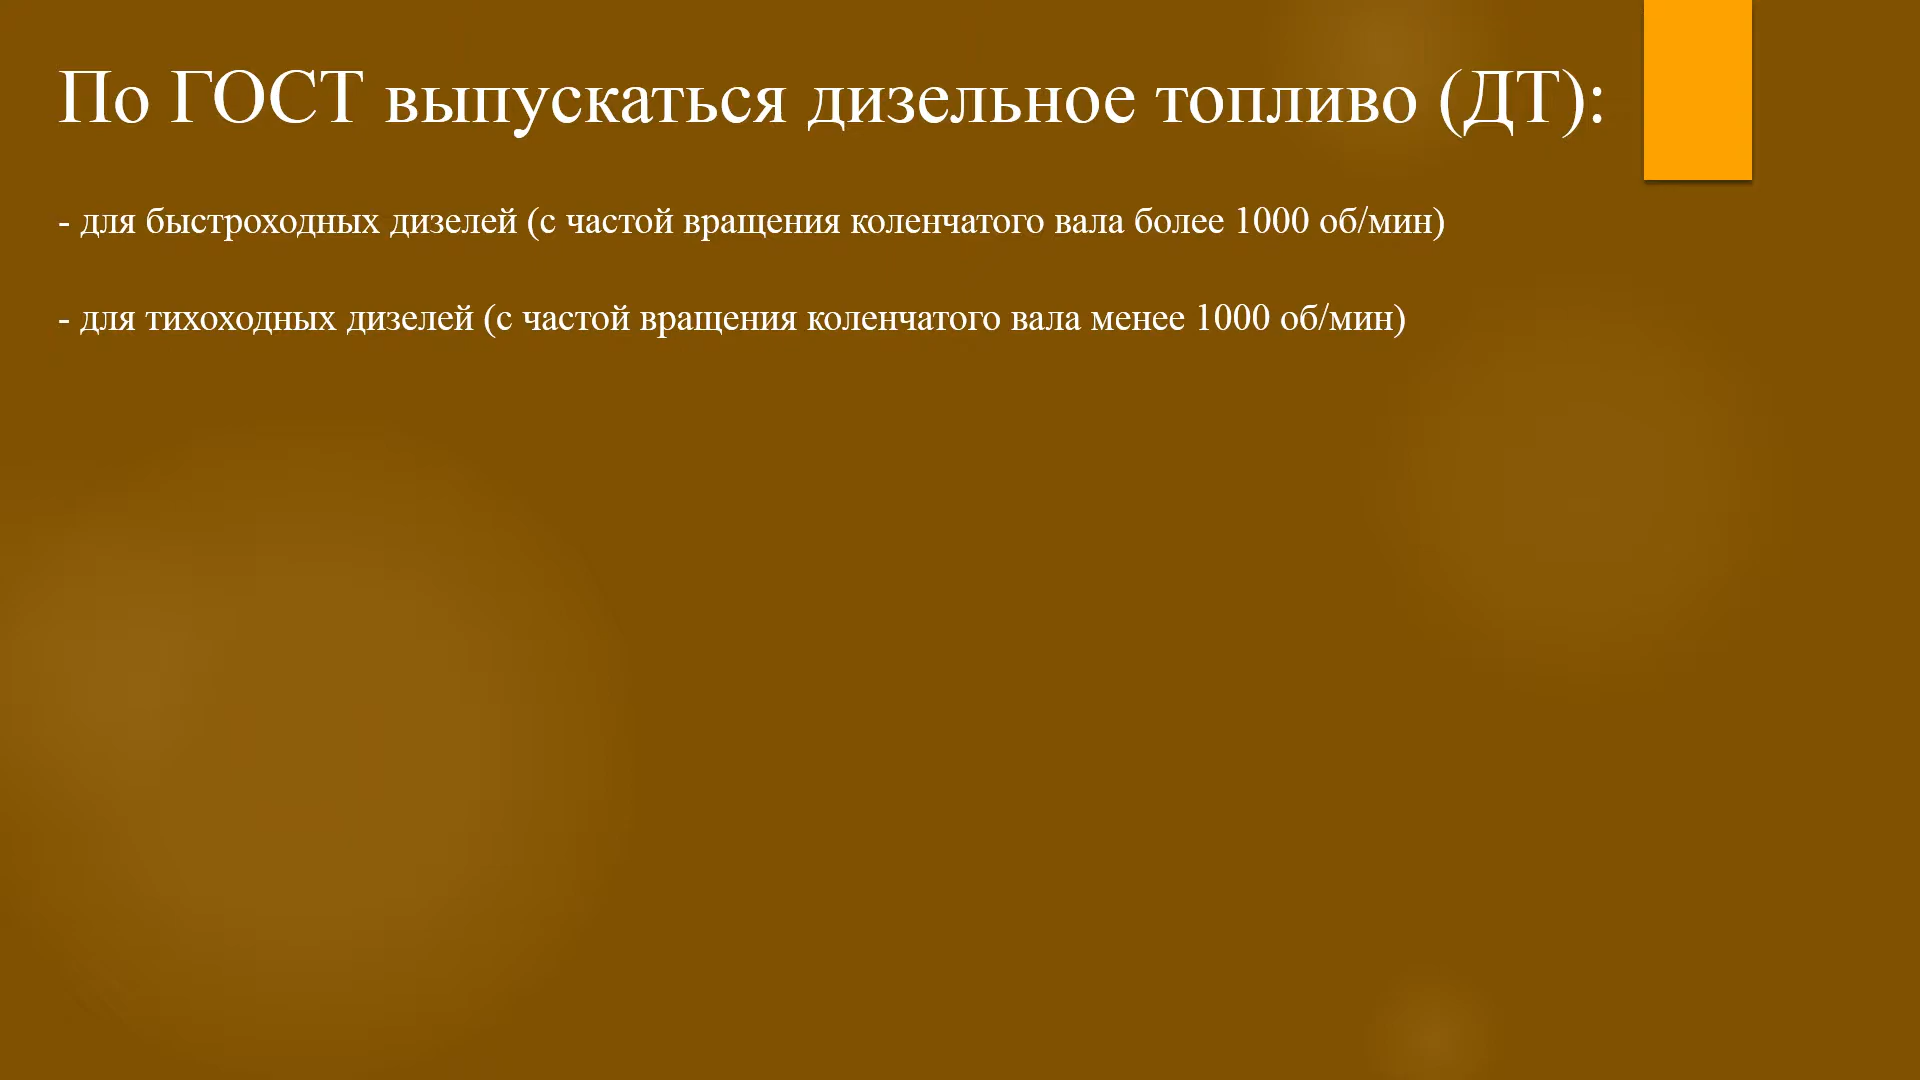 По ГОСТ выпускаться дизельное топливо (ДТ):
- для быстроходных дизелей (с частой вращения коленчатого вала более 1000 об/мин)
- для тихоходных дизелей (с частой вращения коленчатого вала менее 1000 об/мин)